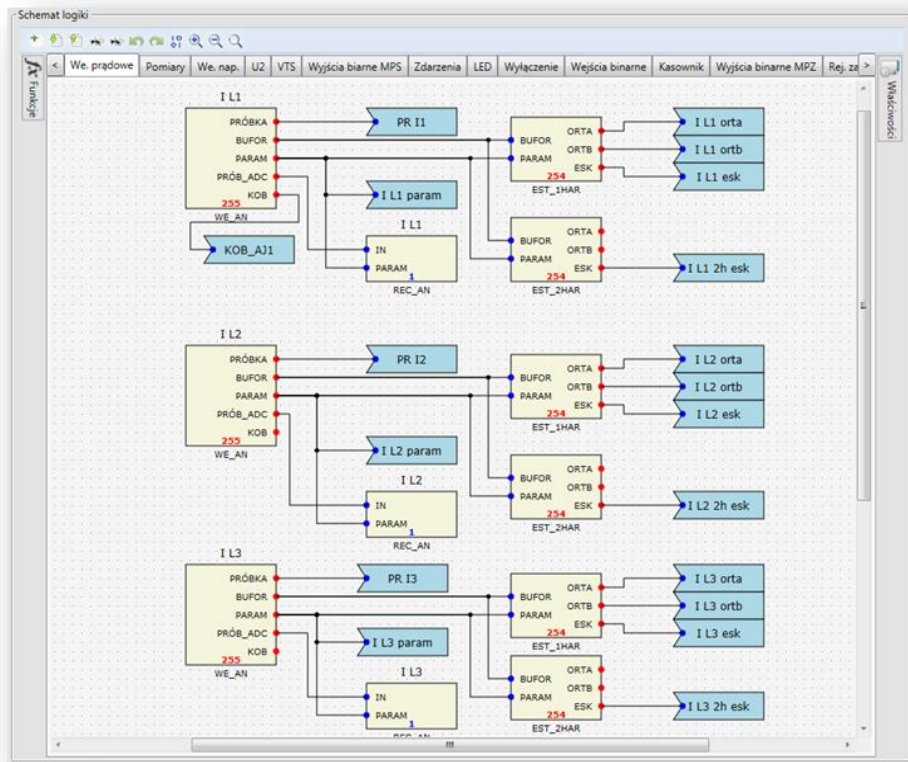 Schemat logiki
< We. prądowe Pomiary We. nap. U2 VTS Wyjścia biarne MPS Zdarzenia LED Wyłączenie Wejścia binarne Kasownik Wyjścia binarne MPZ Rej. za >
fx Funkcje
Właściwości
I L1
PRÓBKA
BUFOR
PARAM
PRÓB_ADC
KOB
255
WE_AN
PR I1
I L1 param
KOB_AJ1
I L1
IN
PARAM
1
REC_AN
ORTA
BUFOR
ORTB
PARAM
ESK
254
EST_1HAR
I L1 orta
I L1 ortb
I L1 esk
ORTA
BUFOR
ORTB
PARAM
ESK
254
EST_2HAR
I L1 2h esk
I L2
PRÓBKA
BUFOR
PARAM
PRÓB_ADC
KOB
255
WE_AN
PR I2
I L2 param
I L2
IN
PARAM
1
REC_AN
ORTA
BUFOR
ORTB
PARAM
ESK
254
EST_1HAR
I L2 orta
I L2 ortb
I L2 esk
ORTA
BUFOR
ORTB
PARAM
ESK
254
EST_2HAR
I L2 2h esk
I L3
PRÓBKA
BUFOR
PARAM
PRÓB_ADC
KOB
255
WE_AN
PR I3
I L3 param
I L3
IN
PARAM
1
REC_AN
ORTA
BUFOR
ORTB
PARAM
ESK
254
EST_1HAR
I L3 orta
I L3 ortb
I L3 esk
ORTA
BUFOR
ORTB
PARAM
ESK
254
EST_2HAR
I L3 2h esk